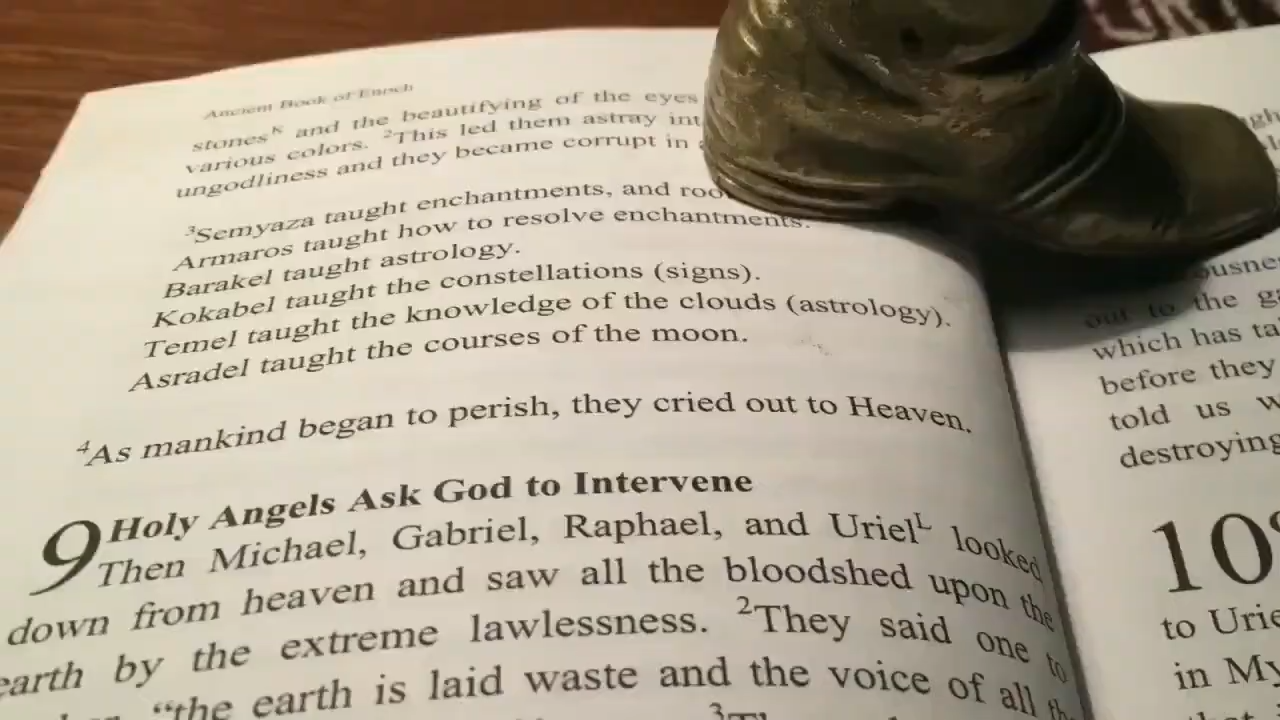 Ancient Book of Enoch
stonesᴷ and the beautifying of the eyes
various colors. ²This led them astray int
ungodliness and they became corrupt in
³Semyaza taught enchantments, and roo
Armaros taught how to resolve enchantments.
Barakel taught astrology.
Kokabel taught the constellations (signs).
Temel taught the knowledge of the clouds (astrology).
Asradel taught the courses of the moon.
⁴As mankind began to perish, they cried out to Heaven.
9 Holy Angels Ask God to Intervene
Then Michael, Gabriel, Raphael, and Urielᴸ looked
down from heaven and saw all the bloodshed upon the
earth by the extreme lawlessness. ²They said one to
“the earth is laid waste and the voice of all the
ousne
out to the g
which has ta
before they
told us w
destroying
10
to Urie
in My